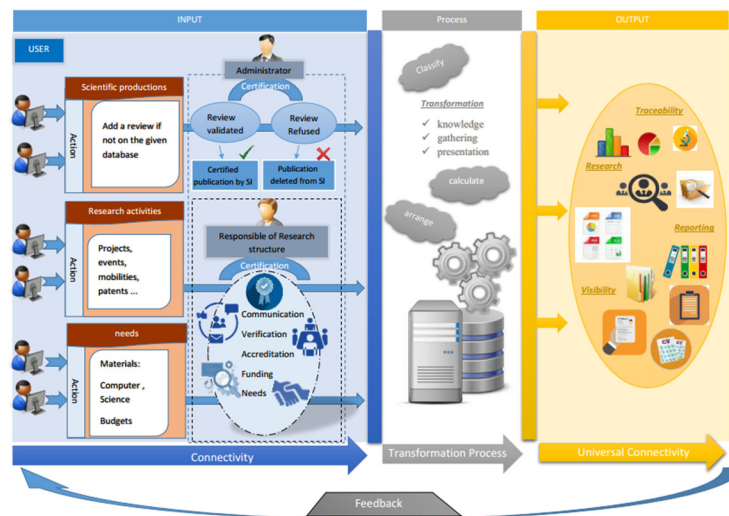 INPUT
Process
OUTPUT
USER
Scientific productions
Action
Add a review if
not on the given
database
Administrator
Certification
Review
validated
Review
Refused
Certified
publication by SI
Publication
deleted from SI
Research activities
Action
Projects,
events,
mobilities,
patents ...
Responsible of Research
structure
Certification
Communication
Verification
Accreditation
Funding
Needs
needs
Action
Materials:
Computer ,
Science
Budgets
Classify
Transformation
knowledge
gathering
presentation
calculate
arrange
Traceability
Research
Reporting
Visibility
Connectivity
Transformation Process
Universal Connectivity
Feedback